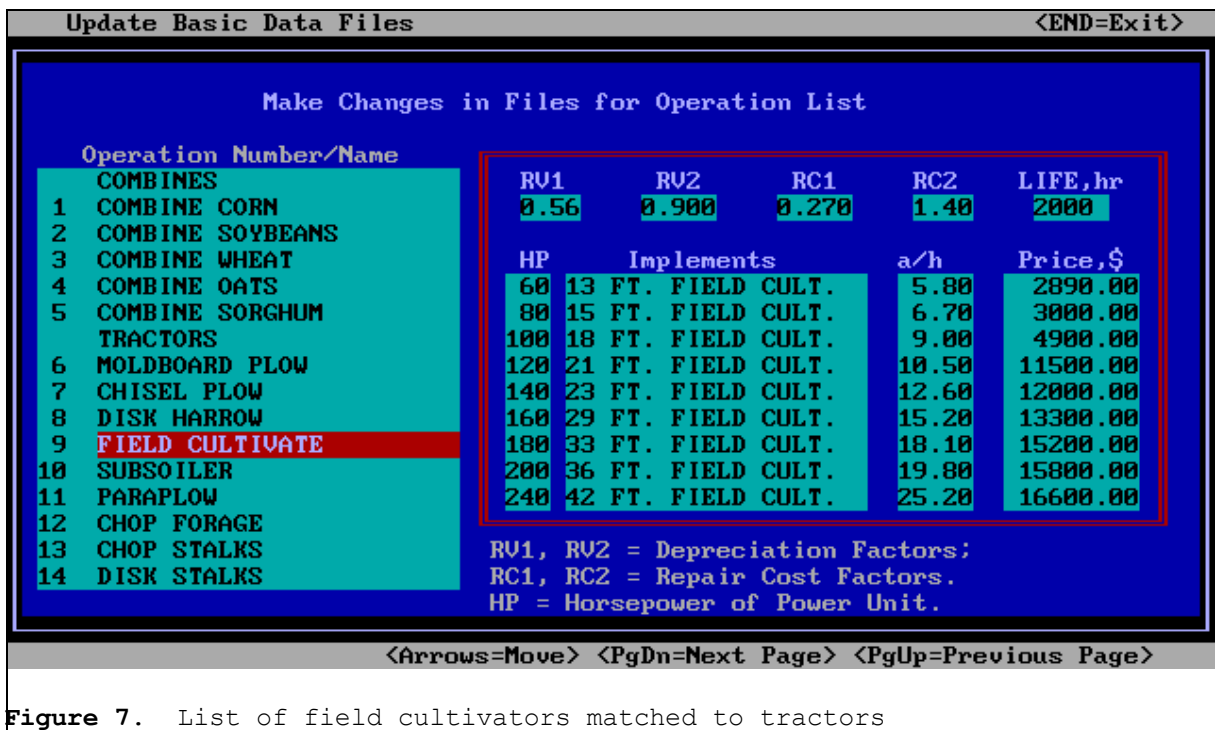 Update Basic Data Files <END=Exit>
Make Changes in Files for Operation List
Operation Number/Name
COMBINES
1 COMBINE CORN
2 COMBINE SOYBEANS
3 COMBINE WHEAT
4 COMBINE OATS
5 COMBINE SORGHUM
TRACTORS
6 MOLDBOARD PLOW
7 CHISEL PLOW
8 DISK HARROW
9 FIELD CULTIVATE
10 SUBSOILER
11 PARAPLOW
12 CHOP FORAGE
13 CHOP STALKS
14 DISK STALKS
RV1 RV2 RC1 RC2 LIFE,hr
0.56 0.900 0.270 1.40 2000
HP Implements a/h Price,$
60 13 FT. FIELD CULT. 5.80 2890.00
80 15 FT. FIELD CULT. 6.70 3000.00
100 18 FT. FIELD CULT. 9.00 4900.00
120 21 FT. FIELD CULT. 10.50 11500.00
140 23 FT. FIELD CULT. 12.60 12000.00
160 29 FT. FIELD CULT. 15.20 13300.00
180 33 FT. FIELD CULT. 18.10 15200.00
200 36 FT. FIELD CULT. 19.80 15800.00
240 42 FT. FIELD CULT. 25.20 16600.00
RV1, RV2 = Depreciation Factors;
RC1, RC2 = Repair Cost Factors.
HP = Horsepower of Power Unit.
<Arrows=Move> <PgDn=Next Page> <PgUp=Previous Page>
Figure 7. List of field cultivators matched to tractors